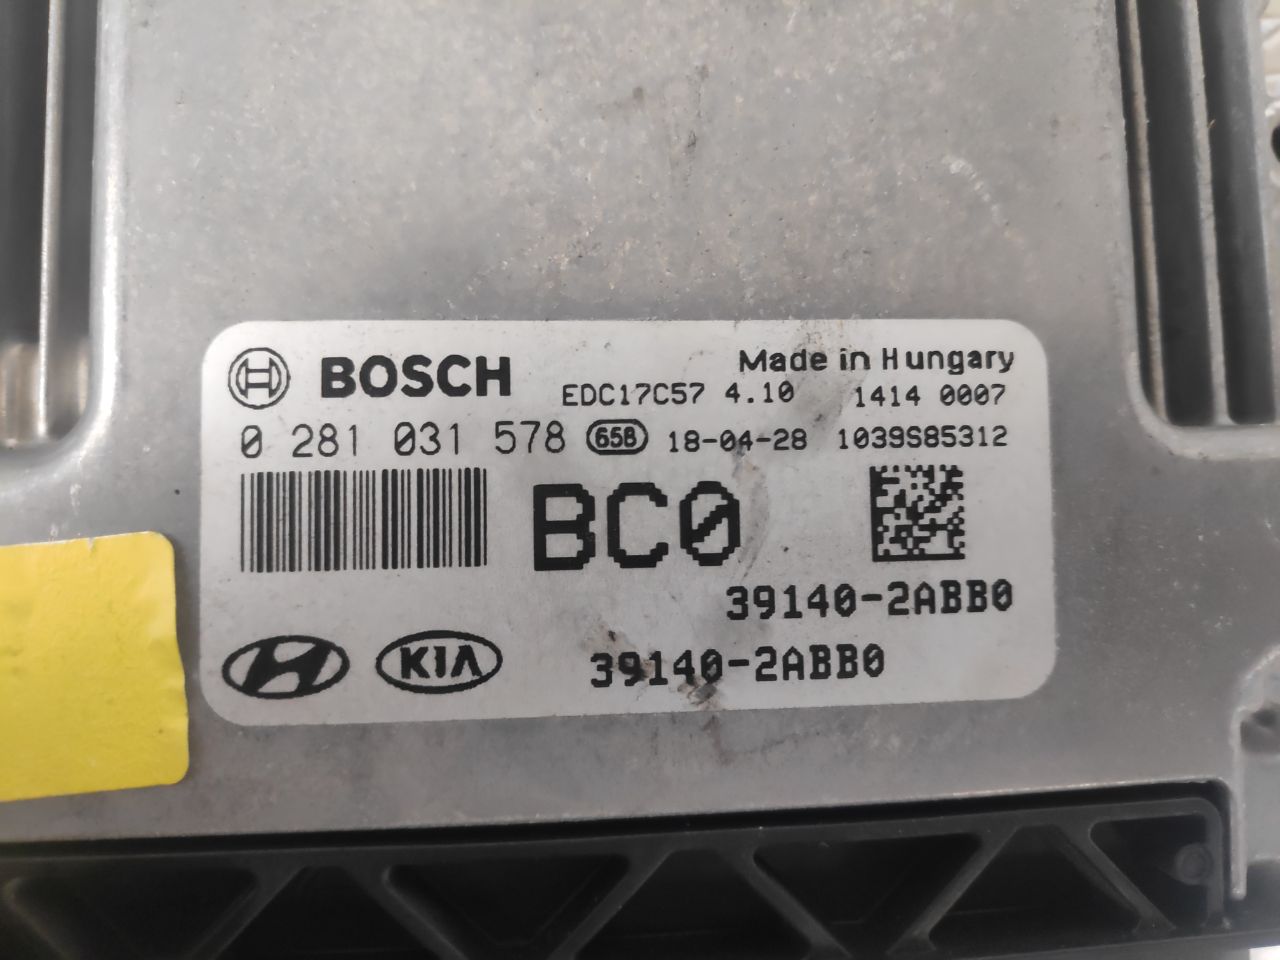 BOSCH
Made in Hungary
EDC17C57 4.10 1414 0007
0 281 031 578 65B 18-04-28 1039S85312
BC0
39140-2ABB0
KIA 39140-2ABB0